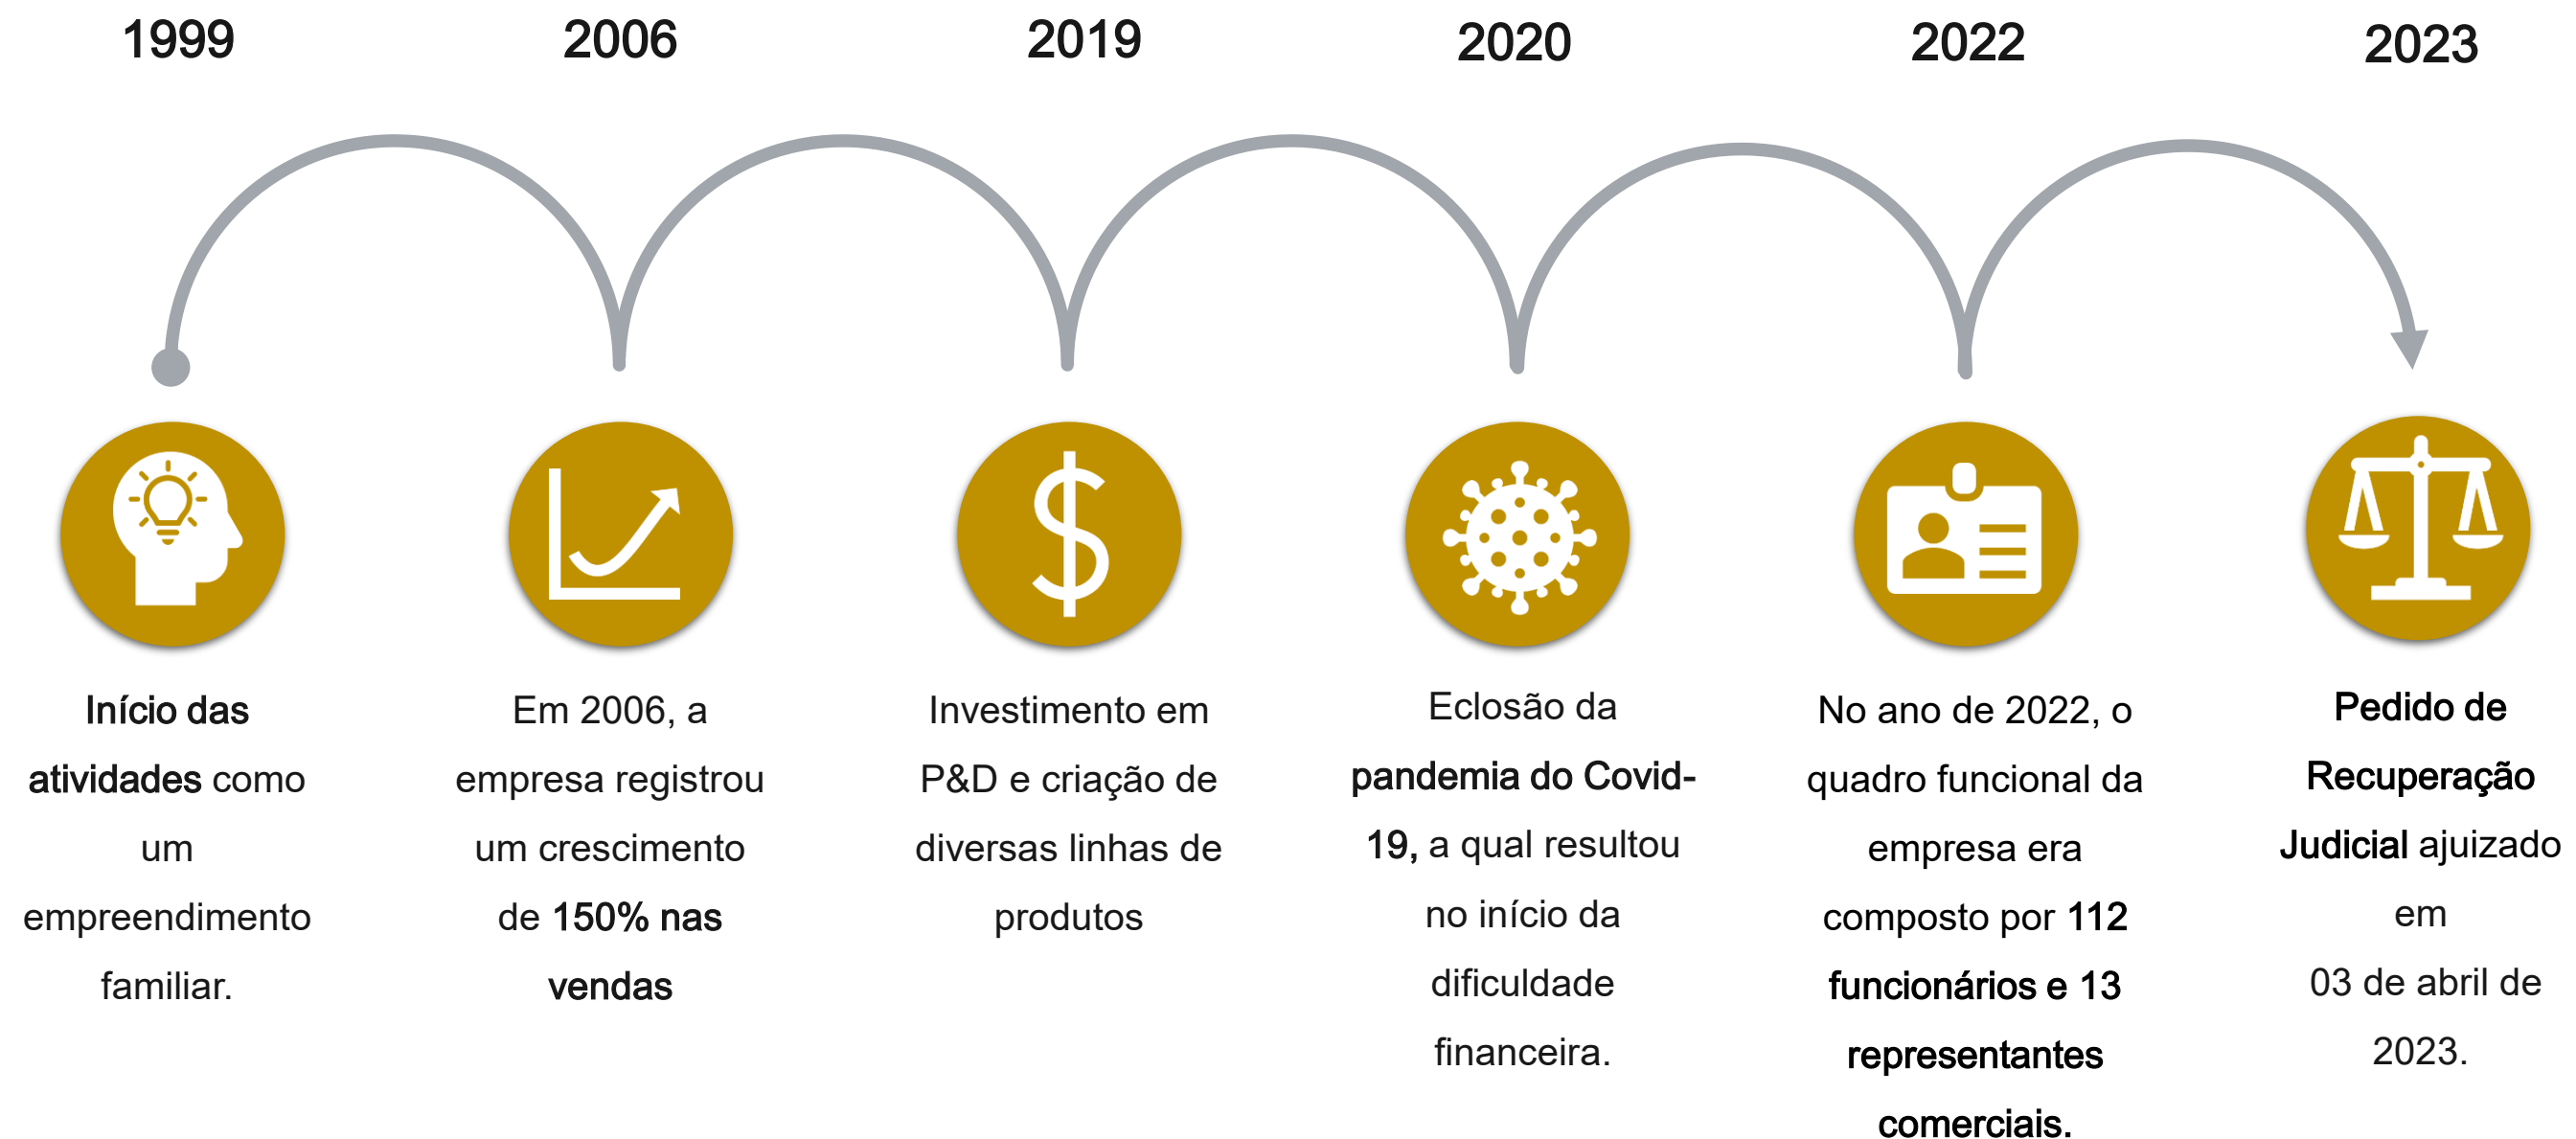 1999
2006
2019
2020
2022
2023
Início das
atividades como
um
empreendimento
familiar.
Em 2006, a
empresa registrou
um crescimento
de 150% nas
vendas
Investimento em
P&D e criação de
diversas linhas de
produtos
Eclosão da
pandemia do Covid-
19, a qual resultou
no início da
dificuldade
financeira.
No ano de 2022, o
quadro funcional da
empresa era
composto por 112
funcionários e 13
representantes
comerciais.
Pedido de
Recuperação
Judicial ajuizado
em
03 de abril de
2023.